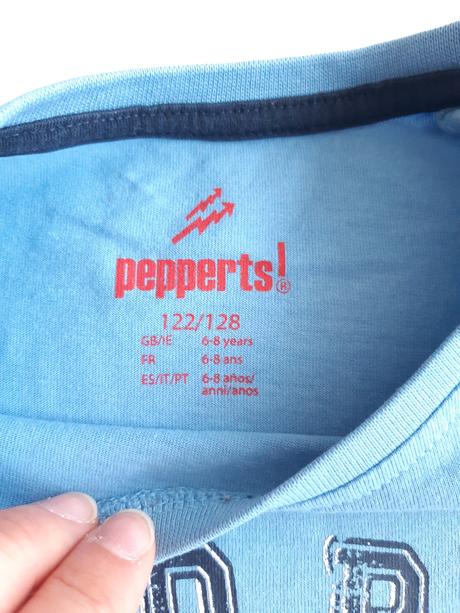 pepperts!®
122/128
GB/IE 6-8 years
FR 6-8 ans
ES/IT/PT 6-8 años/
anni/anos